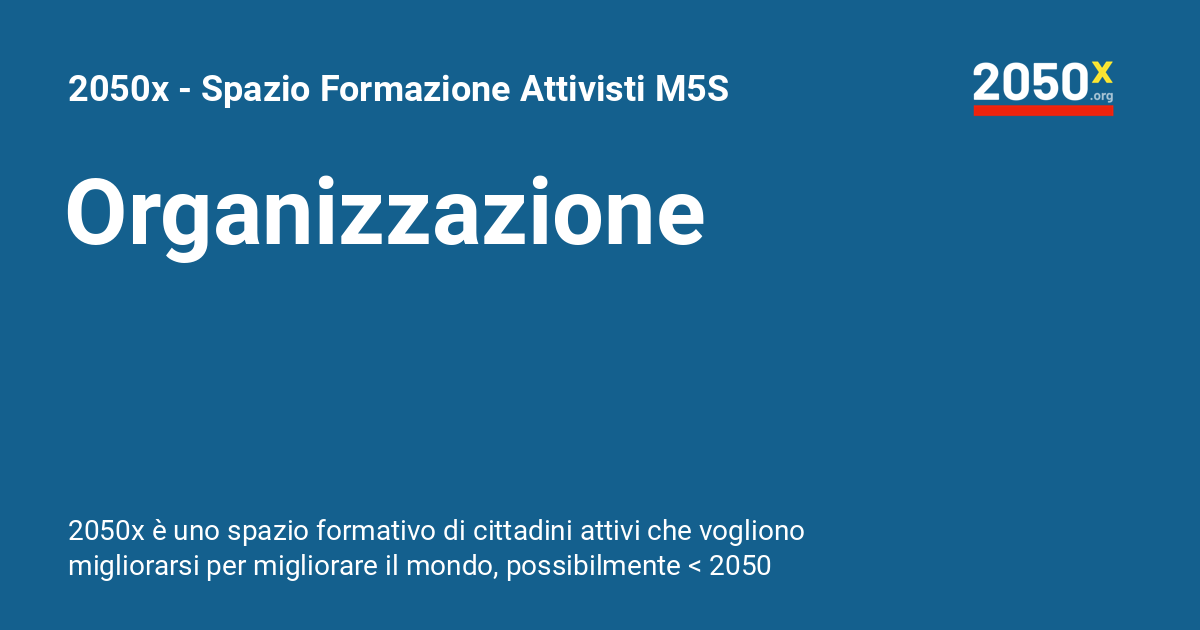 2050x - Spazio Formazione Attivisti M5S
2050x
.org
Organizzazione
2050x è uno spazio formativo di cittadini attivi che vogliono
migliorarsi per migliorare il mondo, possibilmente < 2050